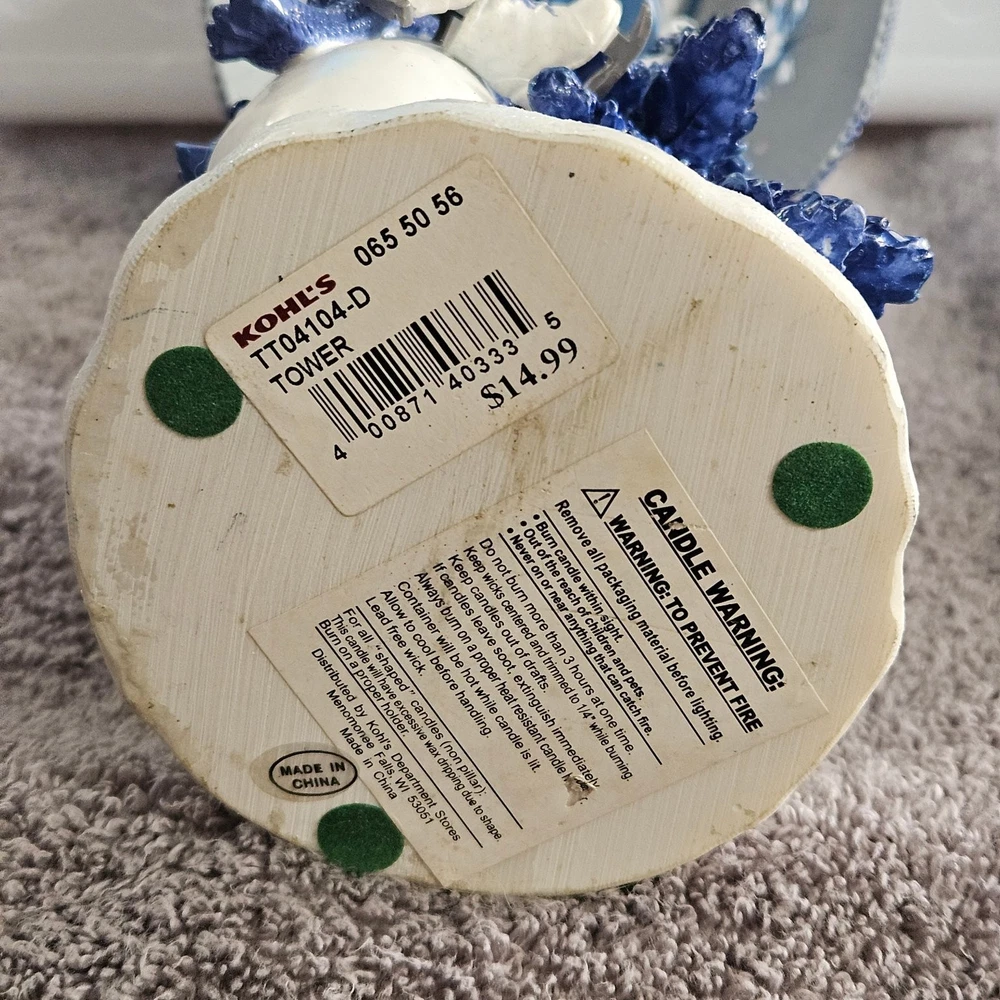 KOHL'S 065 50 56
TT04104-D
TOWER
4 00871 40333 5
$14.99
CANDLE WARNING:
WARNING: TO PREVENT FIRE
Remove all packaging material before lighting.
• Burn candle within sight.
• Out of the reach of children and pets.
• Never on or near anything that can catch fire.
Do not burn more than 3 hours at one time.
Keep wicks centered and trimmed to 1/4" while burning.
Keep candles out of drafts.
If candles leave soot, extinguish immediately.
Always burn on a proper heat resistant candle
Container will be hot while candle is lit.
Allow to cool before handling.
Lead free wick.
For all "shaped" candles (non pillar):
This candle will have excessive wax dripping due to shape.
Burn on a proper holder.
Distributed by Kohl's Department Stores
Menomonee Falls, WI 53051
Made in China
MADE IN
CHINA